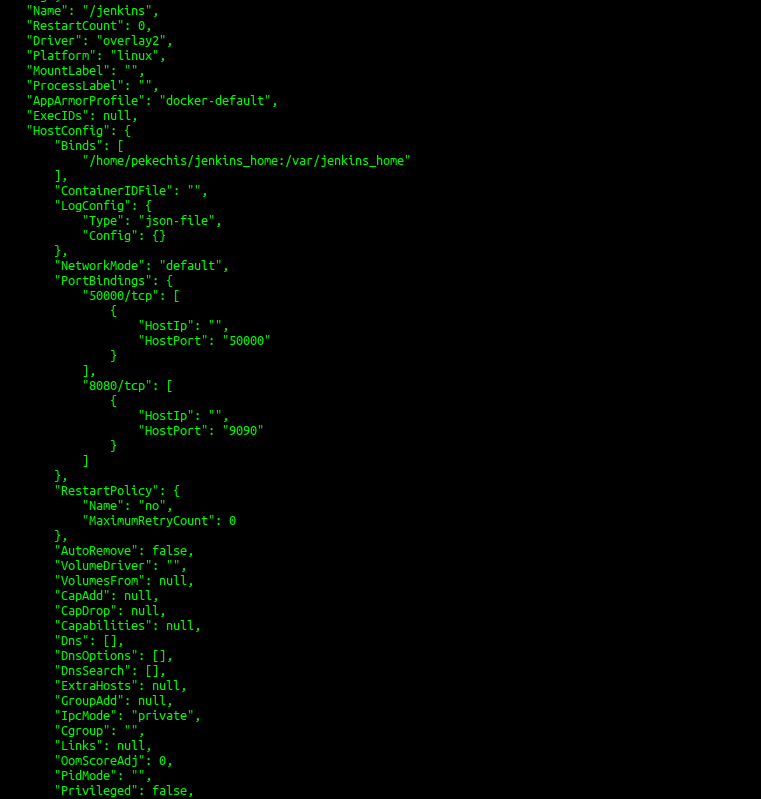 "Name": "/jenkins",
"RestartCount": 0,
"Driver": "overlay2",
"Platform": "linux",
"MountLabel": "",
"ProcessLabel": "",
"AppArmorProfile": "docker-default",
"ExecIDs": null,
"HostConfig": {
"Binds": [
"/home/pekechis/jenkins_home:/var/jenkins_home"
],
"ContainerIDFile": "",
"LogConfig": {
"Type": "json-file",
"Config": {}
},
"NetworkMode": "default",
"PortBindings": {
"50000/tcp": [
{
"HostIp": "",
"HostPort": "50000"
}
],
"8080/tcp": [
{
"HostIp": "",
"HostPort": "9090"
}
]
},
"RestartPolicy": {
"Name": "no",
"MaximumRetryCount": 0
},
"AutoRemove": false,
"VolumeDriver": "",
"VolumesFrom": null,
"CapAdd": null,
"CapDrop": null,
"Capabilities": null,
"Dns": [],
"DnsOptions": [],
"DnsSearch": [],
"ExtraHosts": null,
"GroupAdd": null,
"IpcMode": "private",
"Cgroup": "",
"Links": null,
"OomScoreAdj": 0,
"PidMode": "",
"Privileged": false,